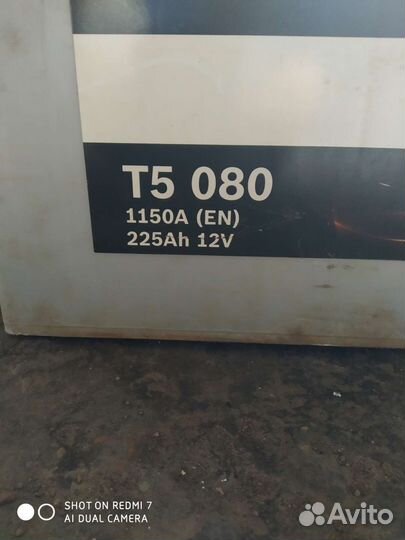 T5 080
1150A (EN)
225Ah 12V
SHOT ON REDMI 7
AI DUAL CAMERA
Avito